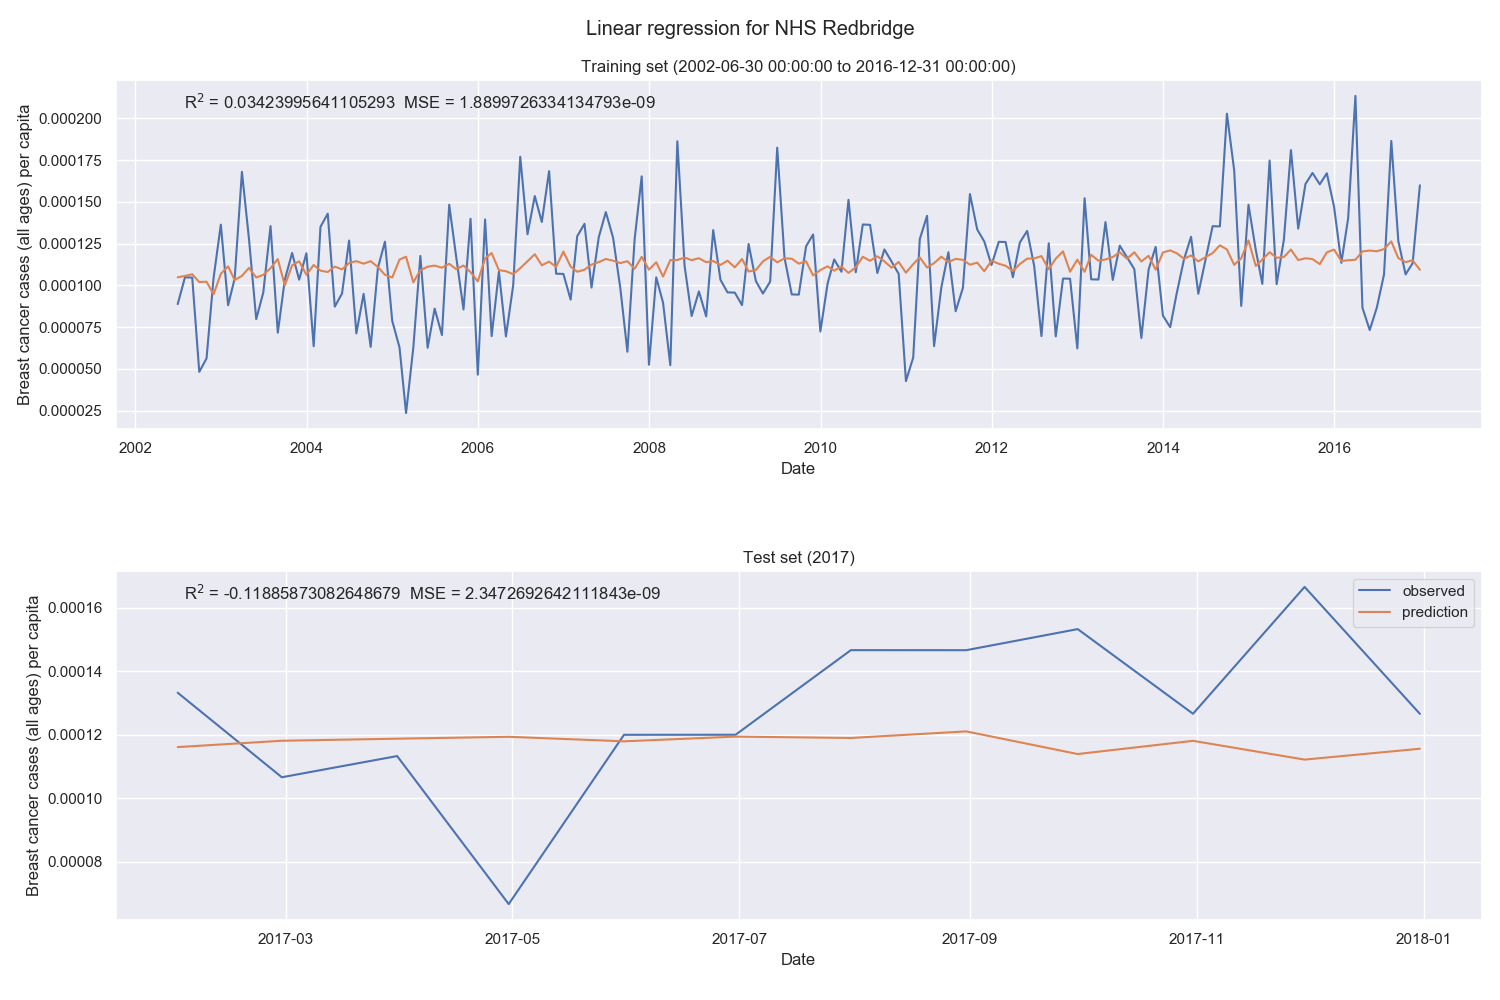 Linear regression for NHS Redbridge
Training set (2002-06-30 00:00:00 to 2016-12-31 00:00:00)
R² = 0.03423995641105293 MSE = 1.8899726334134793e-09
Breast cancer cases (all ages) per capita
0.000200
0.000175
0.000150
0.000125
0.000100
0.000075
0.000050
0.000025
2002 2004 2006 2008 2010 2012 2014 2016
Date
Test set (2017)
R² = -0.11885873082648679 MSE = 2.3472692642111843e-09
observed
prediction
Breast cancer cases (all ages) per capita
0.00016
0.00014
0.00012
0.00010
0.00008
2017-03 2017-05 2017-07 2017-09 2017-11 2018-01
Date